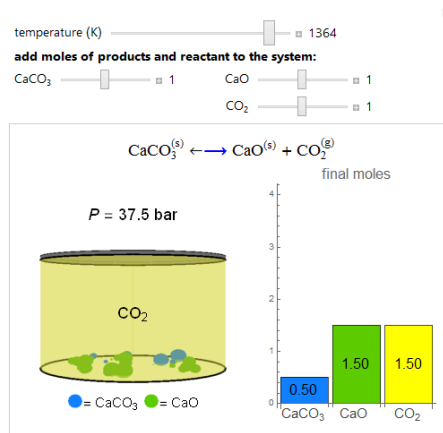 temperature (K) 1364
add moles of products and reactant to the system:
CaCO₃ 1 CaO 1
CO₂ 1
CaCO₃⁽ˢ⁾ ←→ CaO⁽ˢ⁾ + CO₂⁽ᵍ⁾
final moles
P = 37.5 bar
4
3
2
1
0
CO₂
0.50 1.50 1.50
CaCO₃ CaO CO₂
= CaCO₃ = CaO